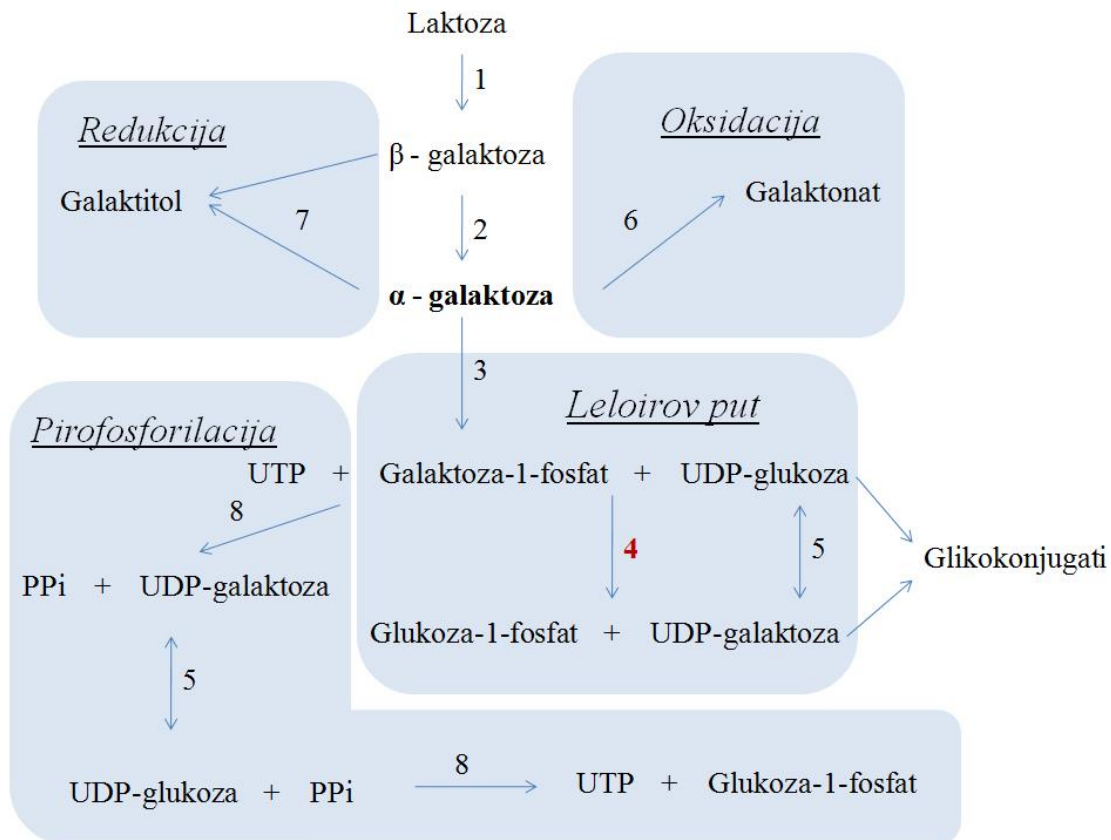 Laktoza
1
Redukcija
Oksidacija
β - galaktoza
Galaktitol
Galaktonat
7
2
6
α - galaktoza
3
Leloirov put
Pirofosforilacija
UTP + Galaktoza-1-fosfat + UDP-glukoza
8
4
5
Glikokonjugati
PPi + UDP-galaktoza
Glukoza-1-fosfat + UDP-galaktoza
5
8
UDP-glukoza + PPi
UTP + Glukoza-1-fosfat